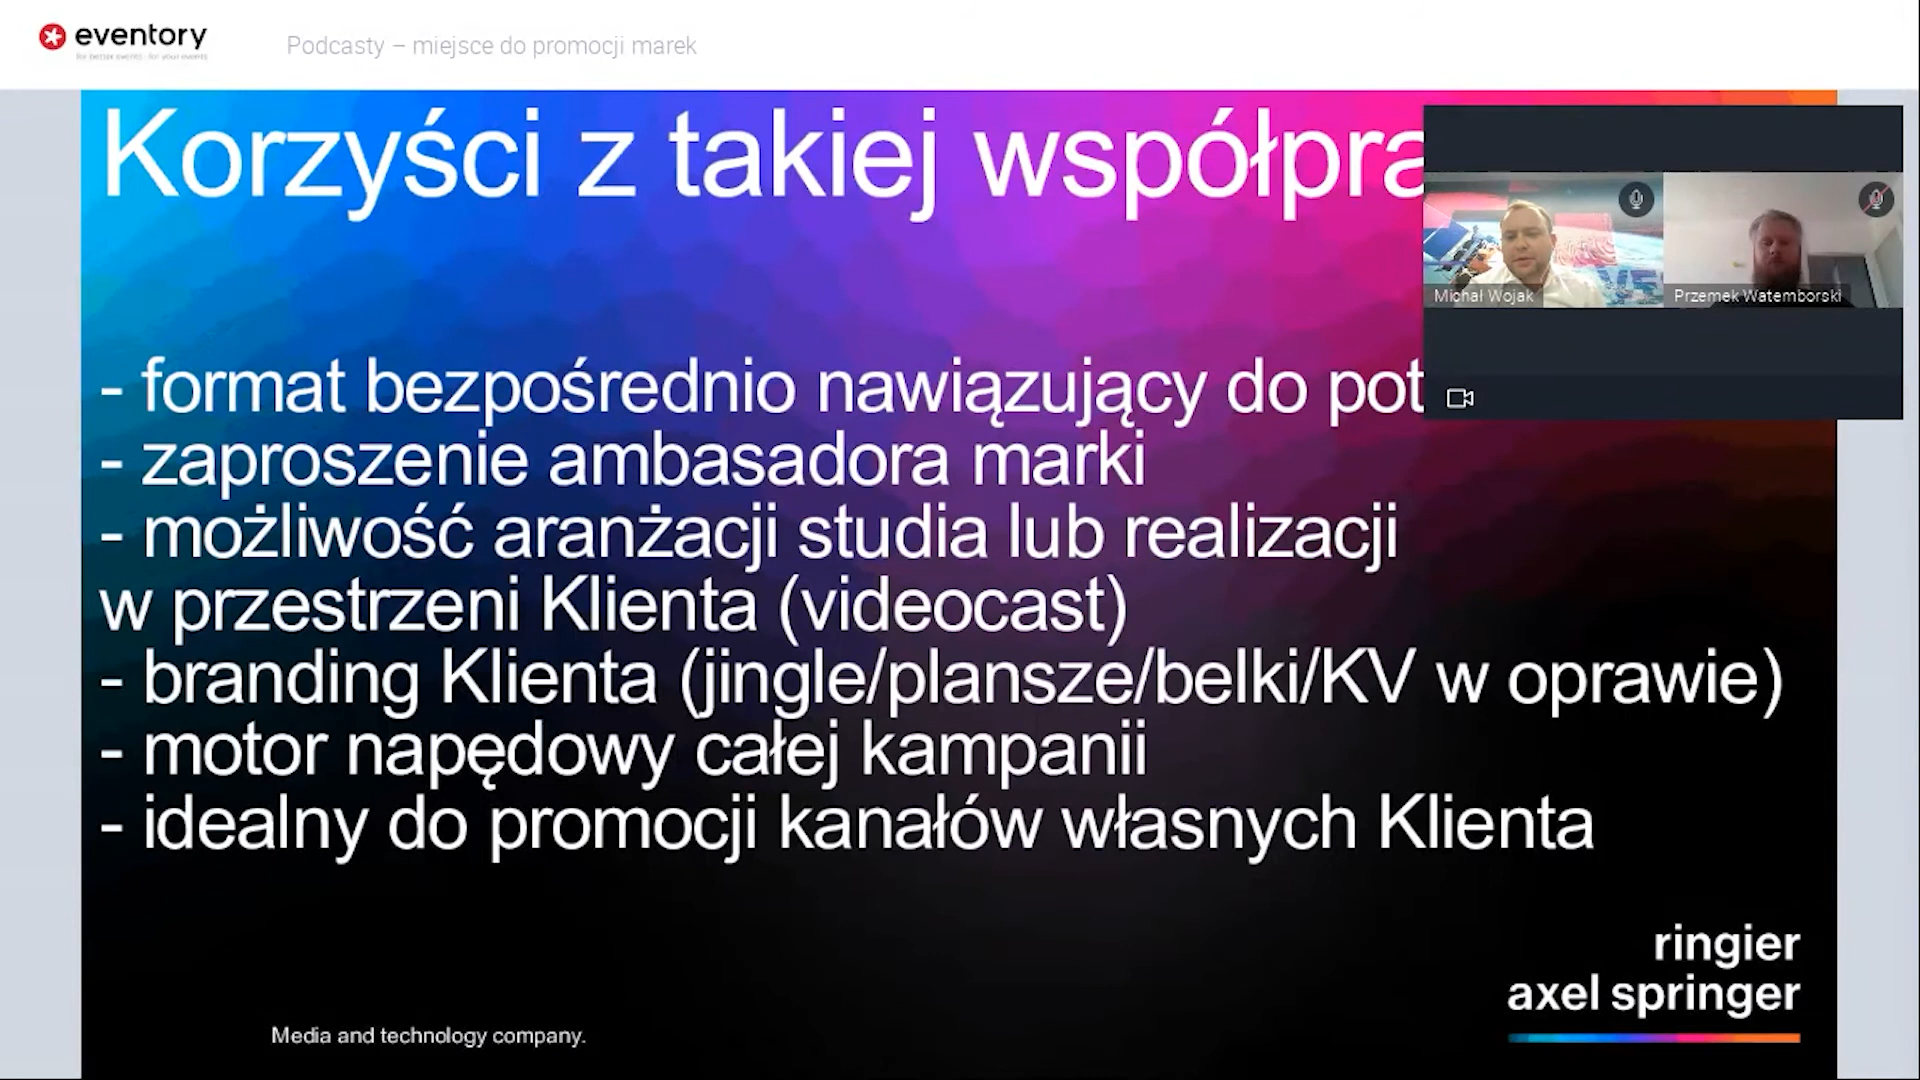 eventory
Podcasty – miejsce do promocji marek
Korzyści z takiej współpra
Michał Wojak
Przemek Watemborski
- format bezpośrednio nawiązujący do pot
- zaproszenie ambasadora marki
- możliwość aranżacji studia lub realizacji
w przestrzeni Klienta (videocast)
- branding Klienta (jingle/plansze/belki/KV w oprawie)
- motor napędowy całej kampanii
- idealny do promocji kanałów własnych Klienta
ringier
axel springer
Media and technology company.